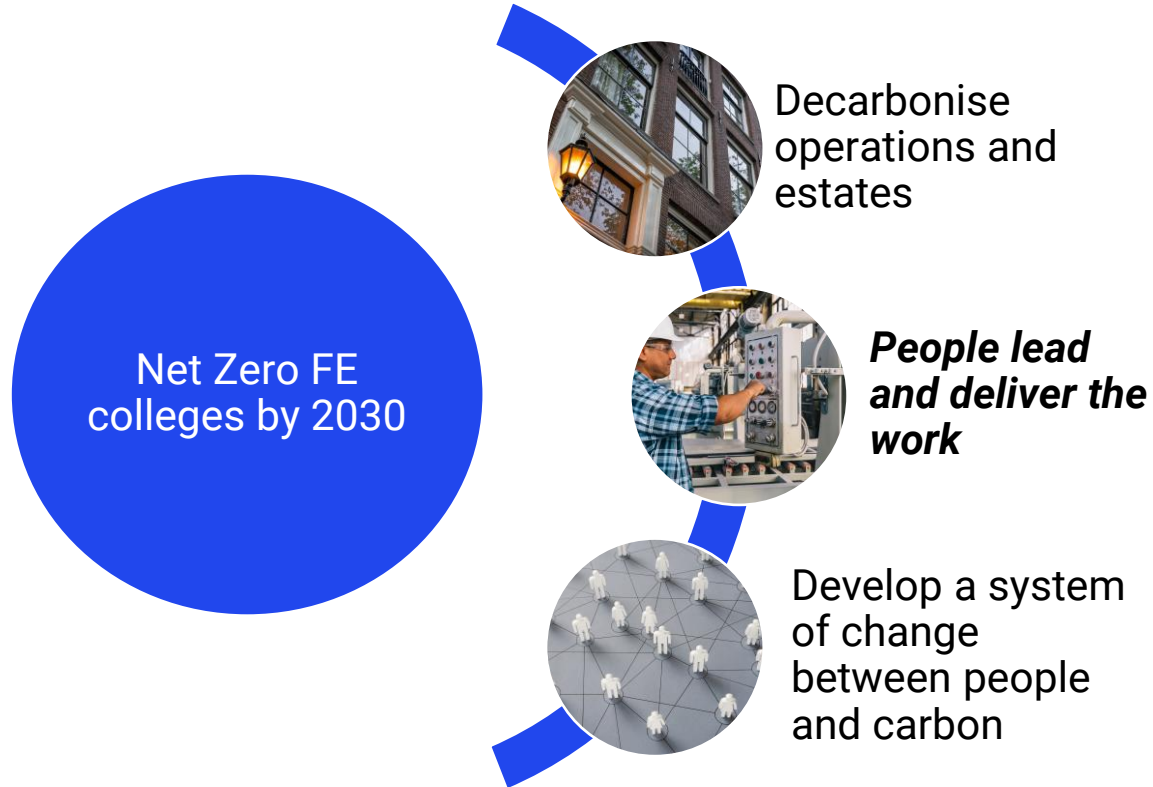 Net Zero FE
colleges by 2030
Decarbonise
operations and
estates
People lead
and deliver the
work
Develop a system
of change
between people
and carbon